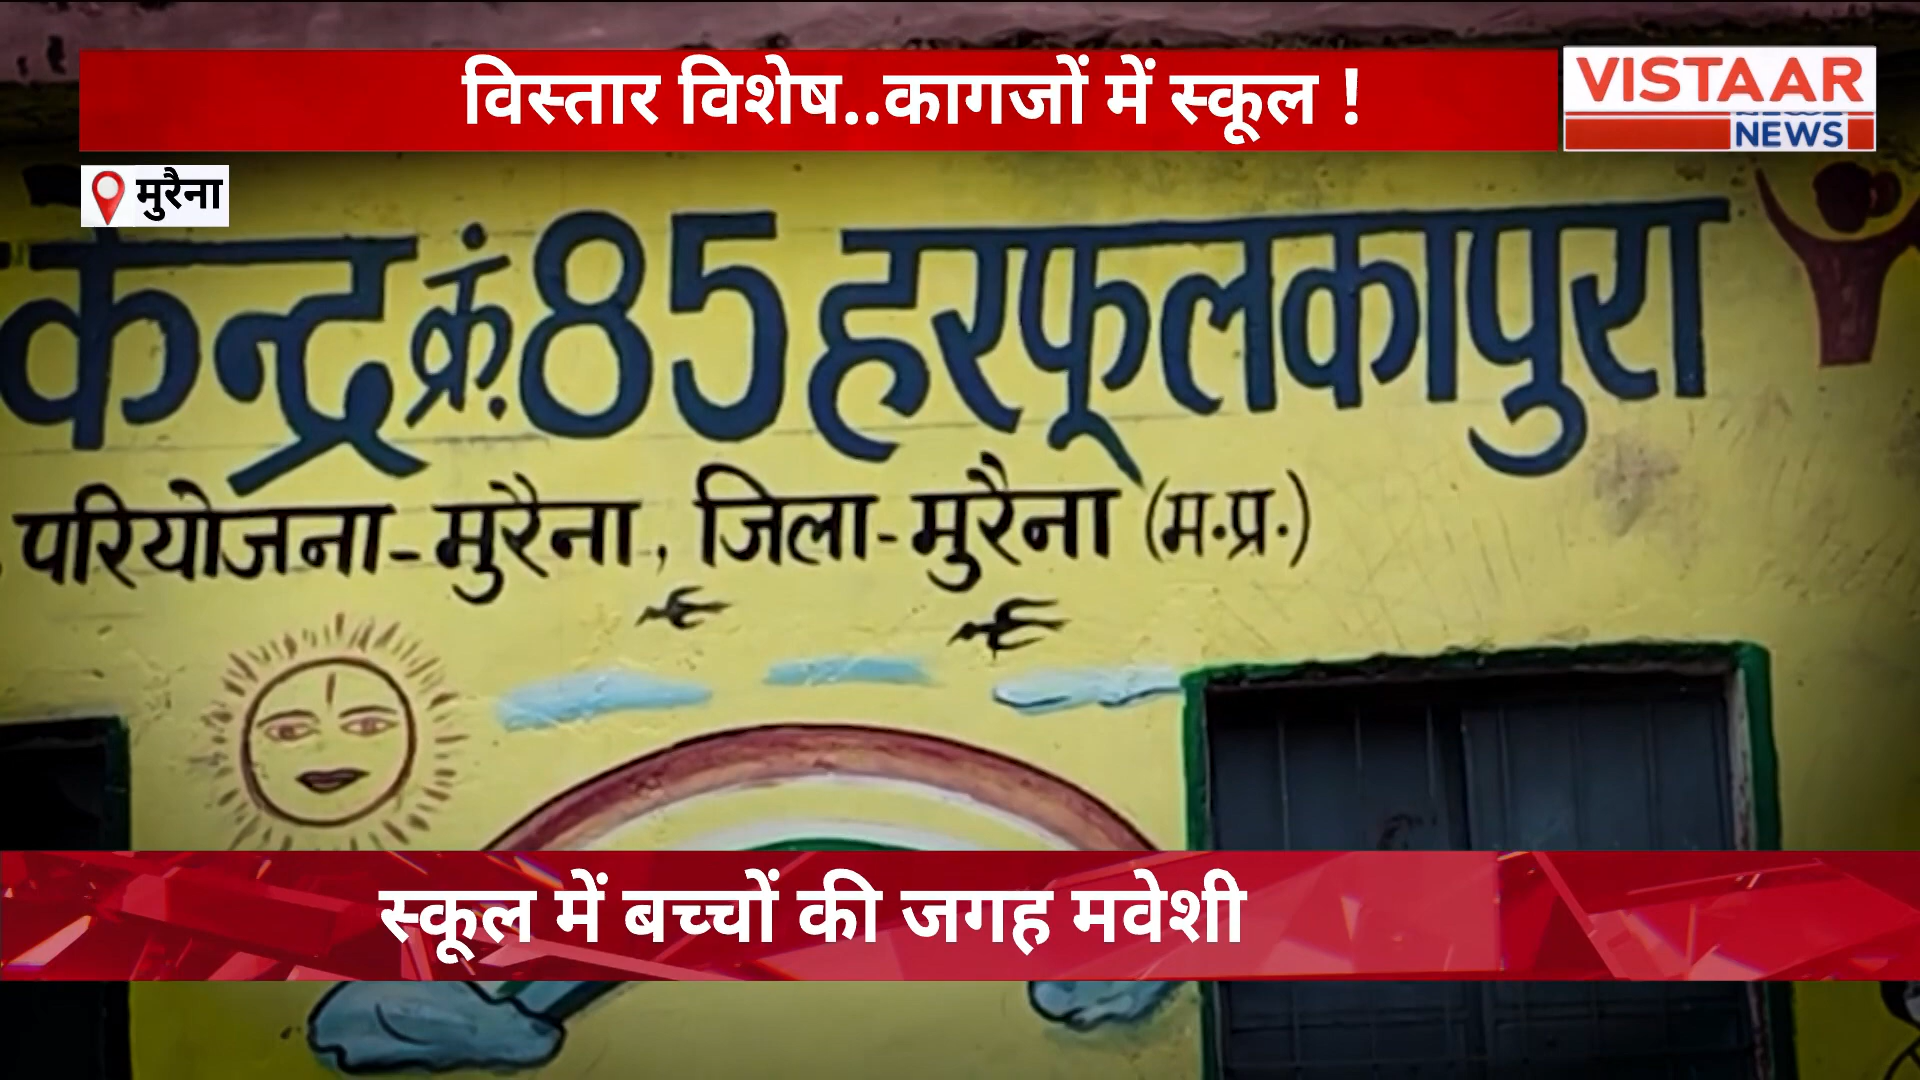 विस्तार विशेष..कागजों में स्कूल !
VISTAAR
NEWS
मुरैना
केन्द्र क्रं. 85 हरफूलकापुरा
परियोजना-मुरैना, जिला-मुरैना (म.प्र.)
स्कूल में बच्चों की जगह मवेशी